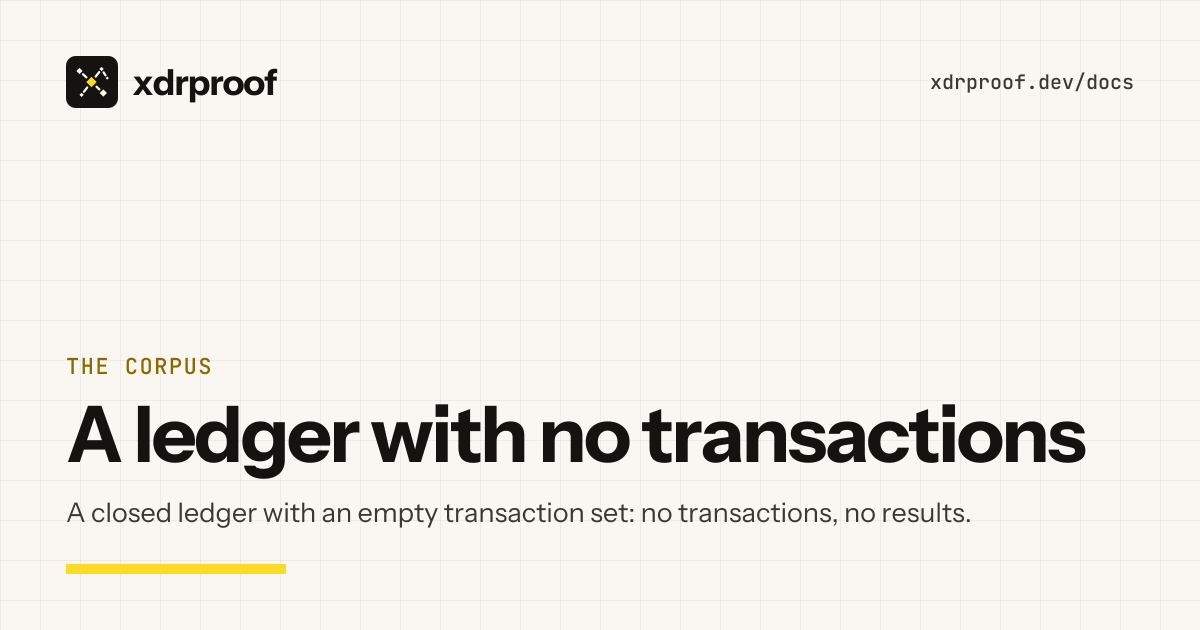 xdrproof
xdrproof.dev/docs
THE CORPUS
A ledger with no transactions
A closed ledger with an empty transaction set: no transactions, no results.